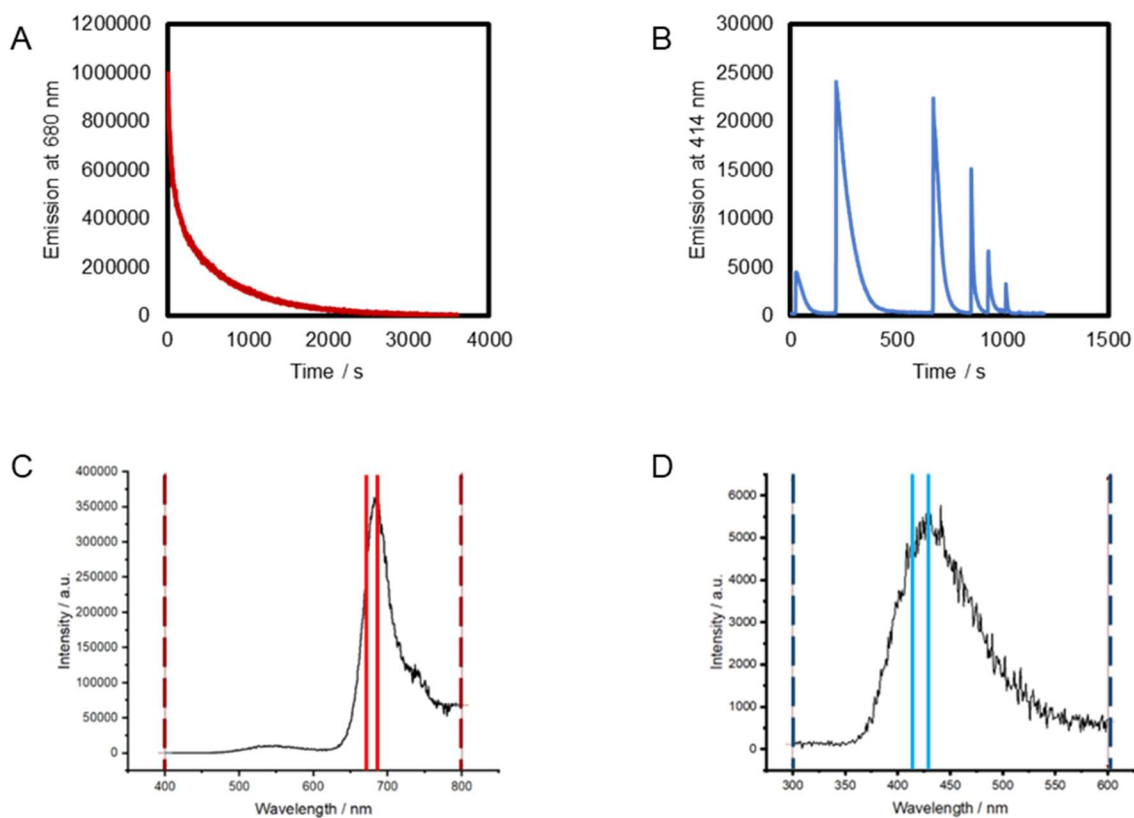 A
Emission at 680 nm
1200000
1000000
800000
600000
400000
200000
0
0 1000 2000 3000 4000
Time / s
B
Emission at 414 nm
30000
25000
20000
15000
10000
5000
0
0 500 1000 1500
Time / s
C
Intensity / a.u.
400000
350000
300000
250000
200000
150000
100000
50000
0
400 500 600 700 800
Wavelength / nm
D
Intensity / a.u.
6000
5000
4000
3000
2000
1000
0
300 350 400 450 500 550 600
Wavelength / nm